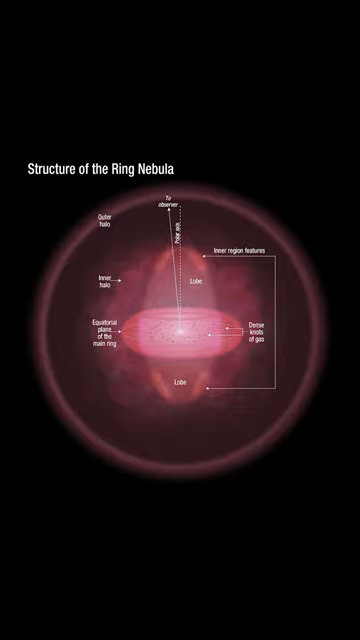 Structure of the Ring Nebula
To
observer
Polar axis
Outer
halo
Inner region features
Inner
halo
Lobe
Equatorial
plane
of the
main ring
Dense
knots
of gas
Lobe